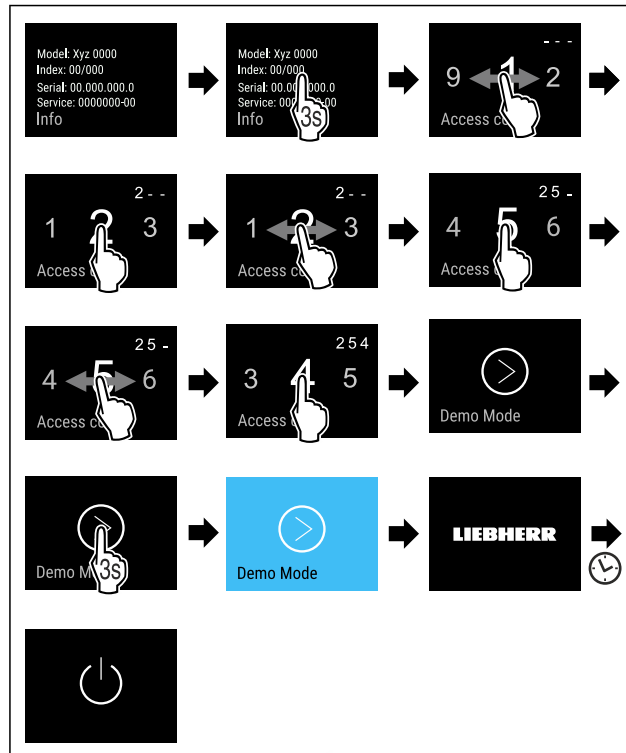 Model: Xyz 0000
Index: 00/000
Serial: 00.000.000.0
Service: 0000000-00
Info
Model: Xyz 0000
Index: 00/000
Serial: 00.000.000.0
Service: 00 -00
Info
3s
- - -
9 1 2
Access
2 - -
1 2 3
Access
2 - -
1 2 3
Access
2 5 -
4 5 6
Access
2 5 -
4 5 6
Access
2 5 4
3 4 5
Access
Demo Mode
Demo
3s
Demo Mode
LIEBHERR